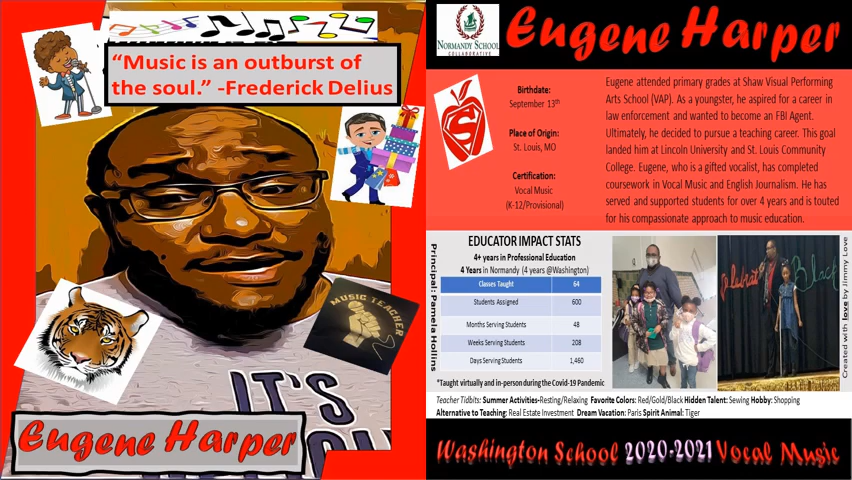 “Music is an outburst of
the soul.” -Frederick Delius
MUSIC TEACHER
IT'S
Eugene Harper
NORMANDY SCHOOLS
COLLABORATIVE
Eugene Harper
S
Birthdate:
September 13th
Place of Origin:
St. Louis, MO
Certification:
Vocal Music
(K-12/Provisional)
Eugene attended primary grades at Shaw Visual Performing
Arts School (VAP). As a youngster, he aspired for a career in
law enforcement and wanted to become an FBI Agent.
Ultimately, he decided to pursue a teaching career. This goal
landed him at Lincoln University and St. Louis Community
College. Eugene, who is a gifted vocalist, has completed
coursework in Vocal Music and English Journalism. He has
served and supported students for over 4 years and is touted
for his compassionate approach to music education.
Principal: Pamela Hollins
EDUCATOR IMPACT STATS
4+ years in Professional Education
4 Years in Normandy (4 years @Washington)
Classes Taught 64
Students Assigned 600
Months Serving Students 48
Weeks Serving Students 208
Days Serving Students 1,460
*Taught virtually and in-person during the Covid-19 Pandemic
Black
Created with love by Jimmy Love
Teacher Tidbits: Summer Activities-Resting/Relaxing Favorite Colors: Red/Gold/Black Hidden Talent: Sewing Hobby: Shopping
Alternative to Teaching: Real Estate Investment Dream Vacation: Paris Spirit Animal: Tiger
Washington School 2020-2021 Vocal Music